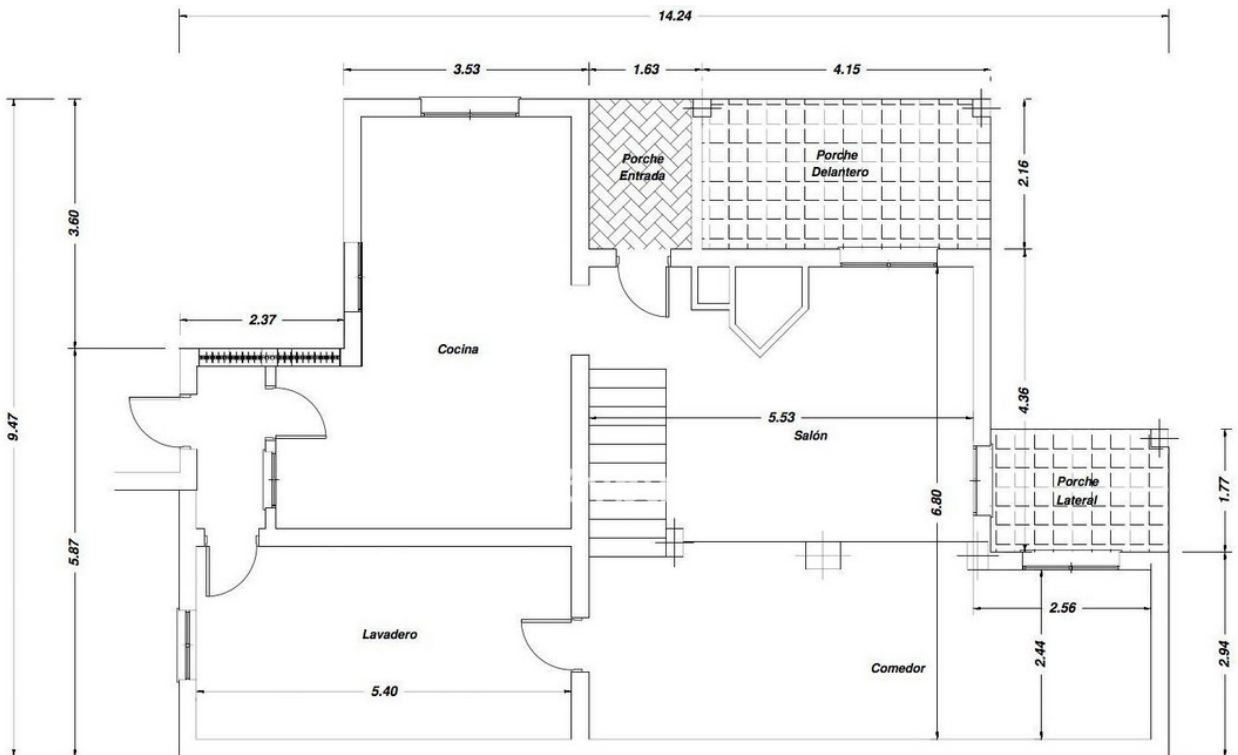 14.24
3.53
1.63
4.15
Porche
Entrada
Porche
Delantero
2.16
3.60
2.37
Cocina
9.47
5.53
Salón
4.36
6.80
Porche
Lateral
1.77
5.87
Lavadero
5.40
2.56
2.44
Comedor
2.94